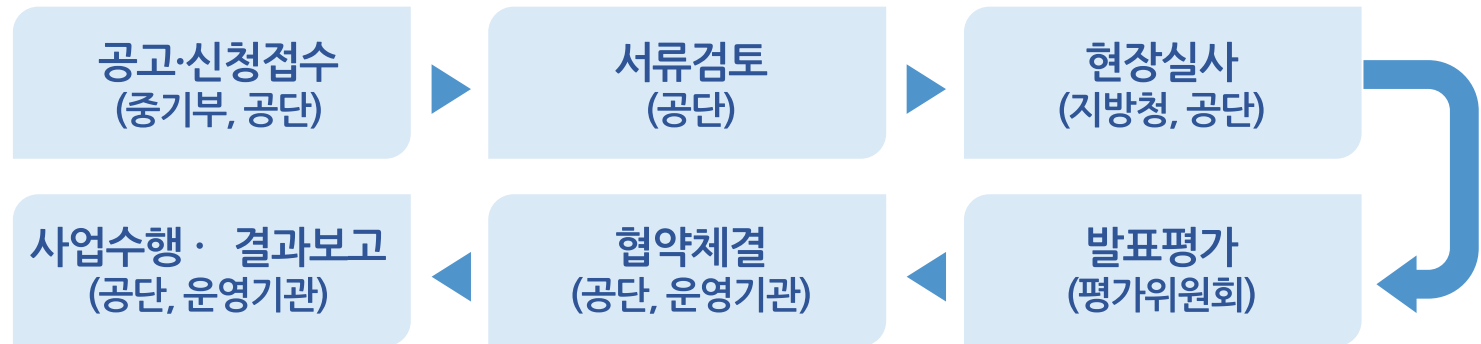 공고·신청접수
(중기부, 공단)
서류검토
(공단)
현장실사
(지방청, 공단)
발표평가
(평가위원회)
협약체결
(공단, 운영기관)
사업수행· 결과보고
(공단, 운영기관)